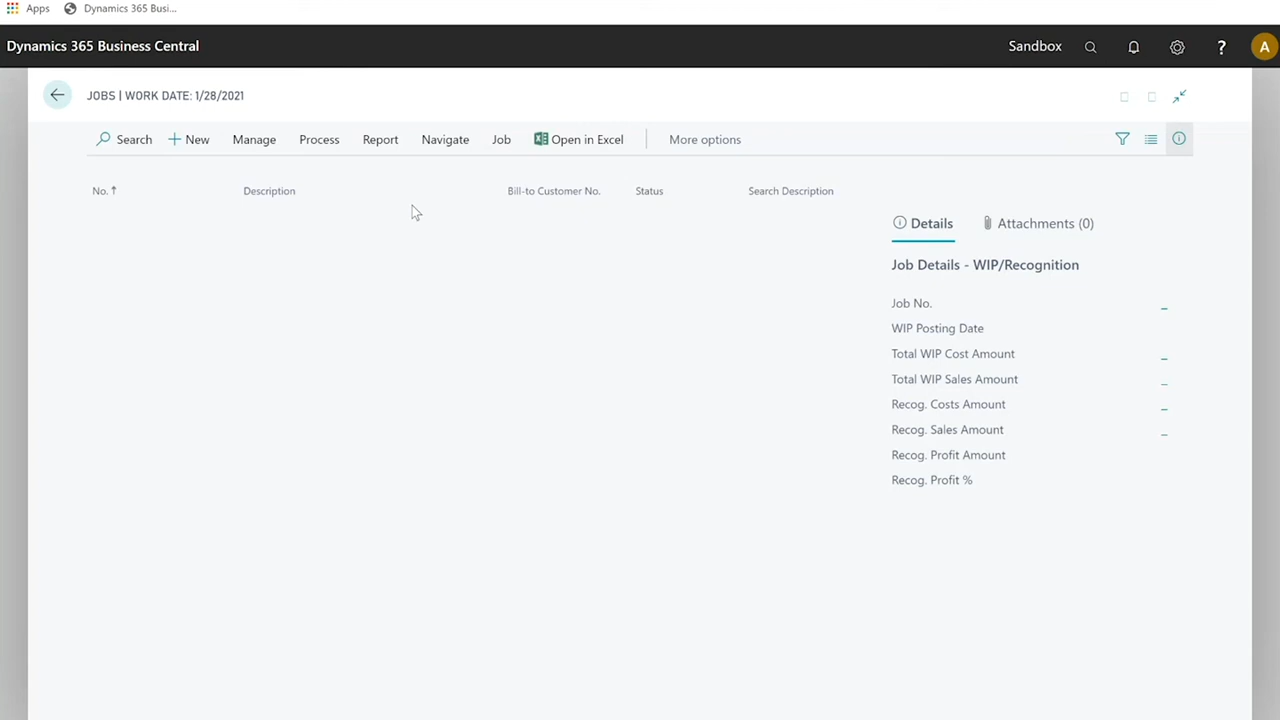 Apps Dynamics 365 Busi...
Dynamics 365 Business Central Sandbox ? A
JOBS | WORK DATE: 1/28/2021
Search New Manage Process Report Navigate Job Open in Excel More options
No. ↑ Description Bill-to Customer No. Status Search Description
Details Attachments (0)
Job Details - WIP/Recognition
Job No. _
WIP Posting Date
Total WIP Cost Amount _
Total WIP Sales Amount _
Recog. Costs Amount _
Recog. Sales Amount _
Recog. Profit Amount
Recog. Profit %